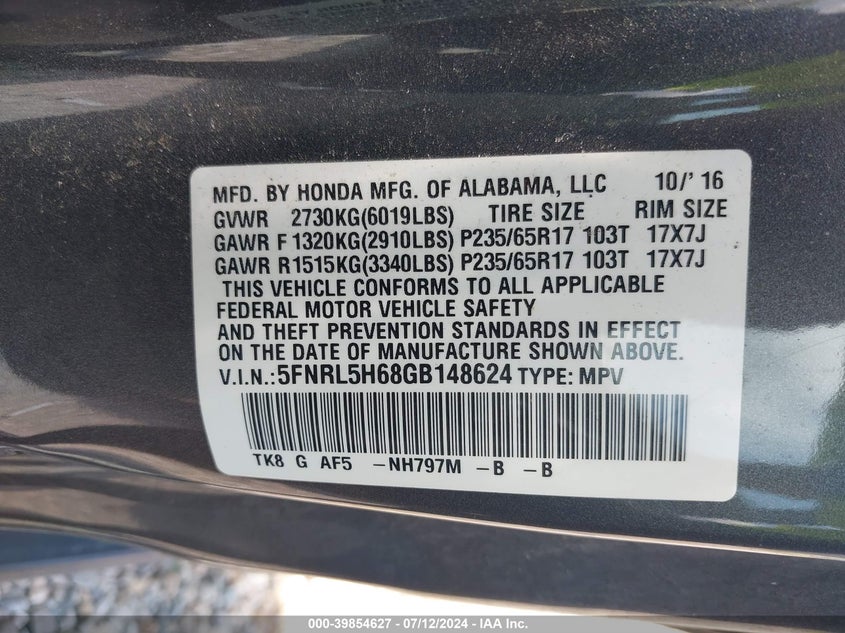 MFD. BY HONDA MFG. OF ALABAMA, LLC 10/' 16
GVWR 2730KG(6019LBS) TIRE SIZE RIM SIZE
GAWR F 1320KG(2910LBS) P235/65R17 103T 17X7J
GAWR R1515KG(3340LBS) P235/65R17 103T 17X7J
THIS VEHICLE CONFORMS TO ALL APPLICABLE
FEDERAL MOTOR VEHICLE SAFETY
AND THEFT PREVENTION STANDARDS IN EFFECT
ON THE DATE OF MANUFACTURE SHOWN ABOVE.
V.I.N.:5FNRL5H68GB148624 TYPE: MPV
TK8 G AF5 -NH797M -B -B
000-39854627 - 07/12/2024 - IAA Inc.